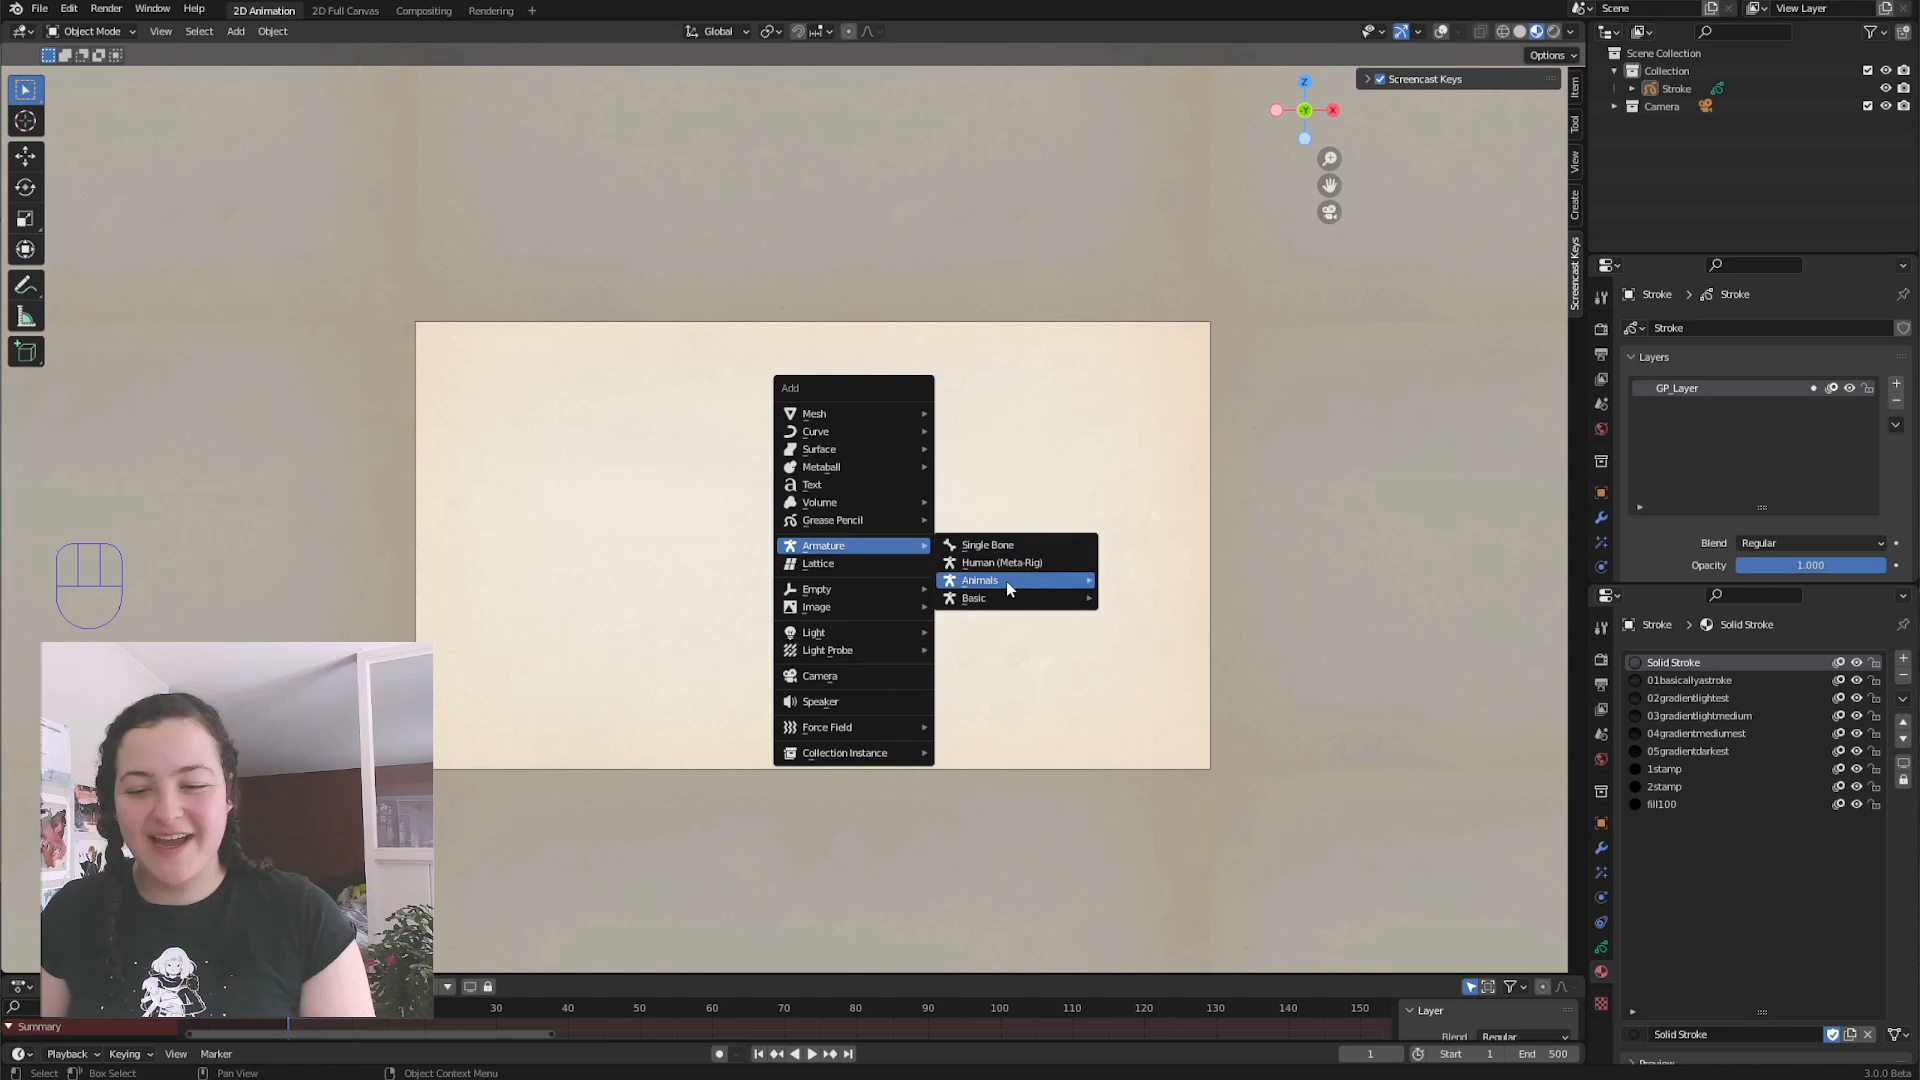 File Edit Render Window Help 2D Animation 2D Full Canvas Compositing Rendering + Scene View Layer
Object Mode View Select Add Object Global
Options
Screencast Keys
Z
-Y X
Item
Tool
View
Create
Screencast Keys
Scene Collection
Collection
Stroke
Camera
Stroke > Stroke
Stroke
Layers
GP_Layer
Blend Regular
Opacity 1.000
Stroke > Solid Stroke
Solid Stroke
01basicallyastroke
02gradientlightest
03gradientlightmedium
04gradientmediumest
05gradientdarkest
1stamp
2stamp
fill100
Solid Stroke
Add
Mesh
Curve
Surface
Metaball
Text
Volume
Grease Pencil
Armature
Lattice
Empty
Image
Light
Light Probe
Camera
Speaker
Force Field
Collection Instance
Single Bone
Human (Meta-Rig)
Animals
Basic
30 40 50 60 70 80 90 100 110 120 130 140 150
Summary
Layer
Blend Regular
Playback Keying View Marker 1 Start 1 End 500
Select Box Select Pan View Object Context Menu 3.0.0 Beta